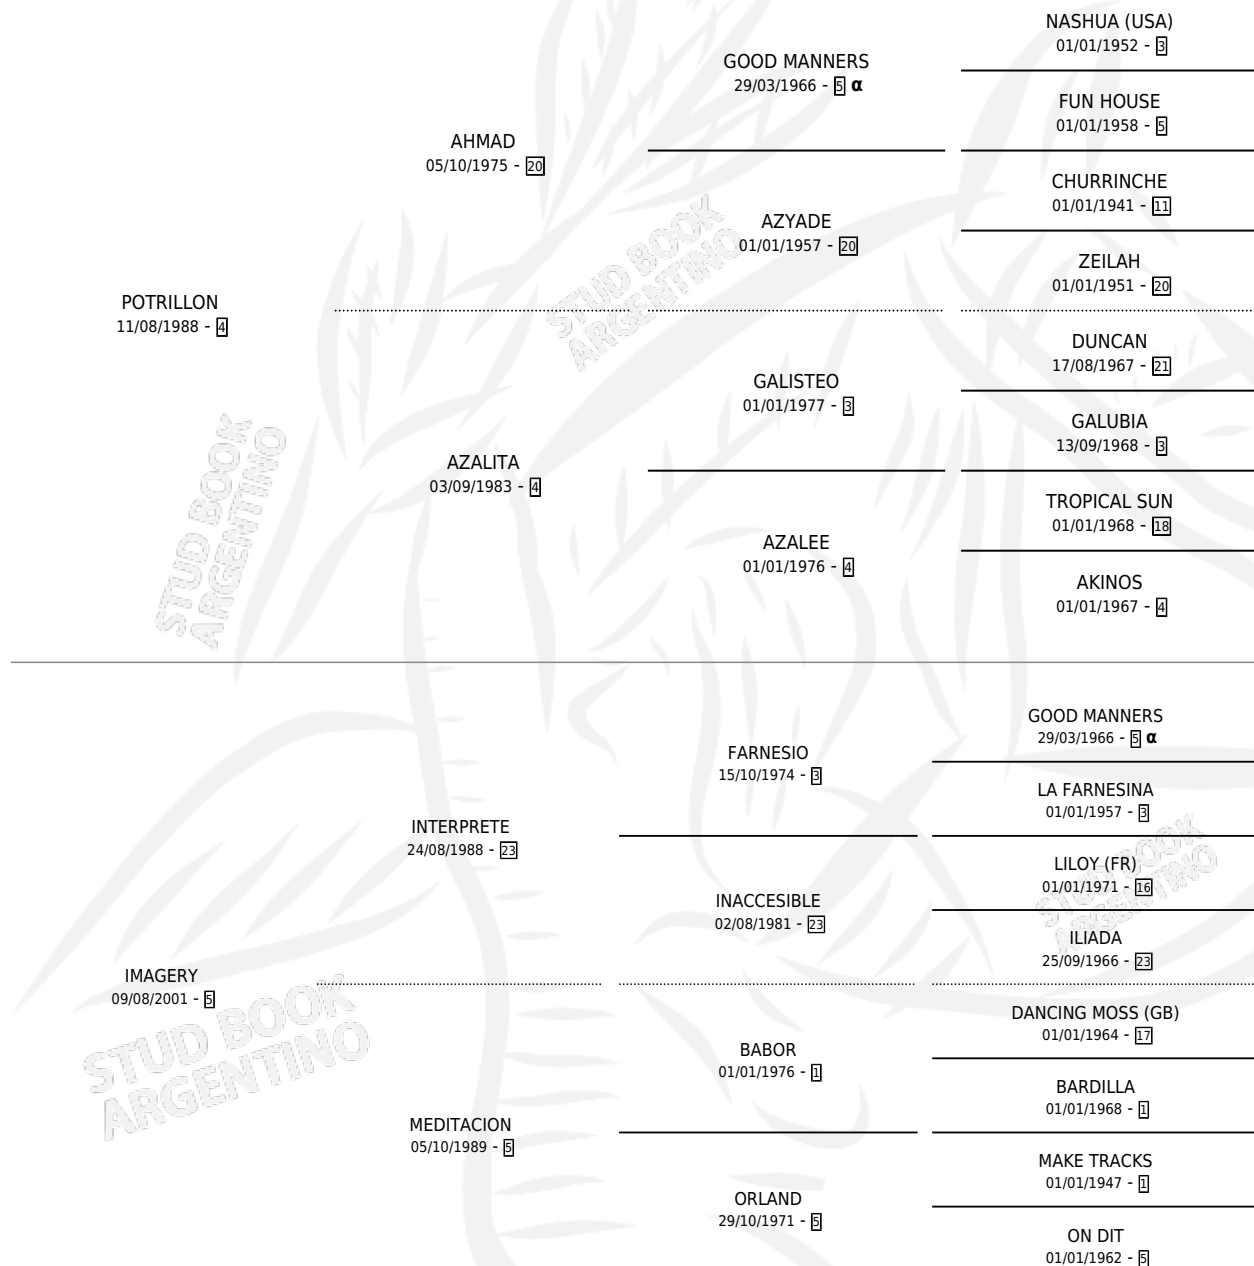 NASHUA (USA)
01/01/1952 - 3
GOOD MANNERS
29/03/1966 - 5 α
FUN HOUSE
01/01/1958 - 5
AHMAD
05/10/1975 - 20
CHURRINCHE
01/01/1941 - 11
AZYADE
01/01/1957 - 20
ZEILAH
01/01/1951 - 20
STUD BOOK
ARGENTINO
POTRILLON
11/08/1988 - 4
DUNCAN
17/08/1967 - 21
GALISTEO
01/01/1977 - 3
GALUBIA
13/09/1968 - 3
AZALITA
03/09/1983 - 4
TROPICAL SUN
01/01/1968 - 18
AZALEE
01/01/1976 - 4
AKINOS
01/01/1967 - 4
STUD BOOK
ARGENTINO
GOOD MANNERS
29/03/1966 - 5 α
FARNESIO
15/10/1974 - 3
LA FARNESINA
01/01/1957 - 3
INTERPRETE
24/08/1988 - 23
LILOY (FR)
01/01/1971 - 16
INACCESIBLE
02/08/1981 - 23
ILIADA
25/09/1966 - 23
STUD BOOK
ARGENTINO
IMAGERY
09/08/2001 - 5
DANCING MOSS (GB)
01/01/1964 - 17
BABOR
01/01/1976 - 1
BARDILLA
01/01/1968 - 1
MEDITACION
05/10/1989 - 5
MAKE TRACKS
01/01/1947 - 1
ORLAND
29/10/1971 - 5
ON DIT
01/01/1962 - 5
STUD BOOK
ARGENTINO